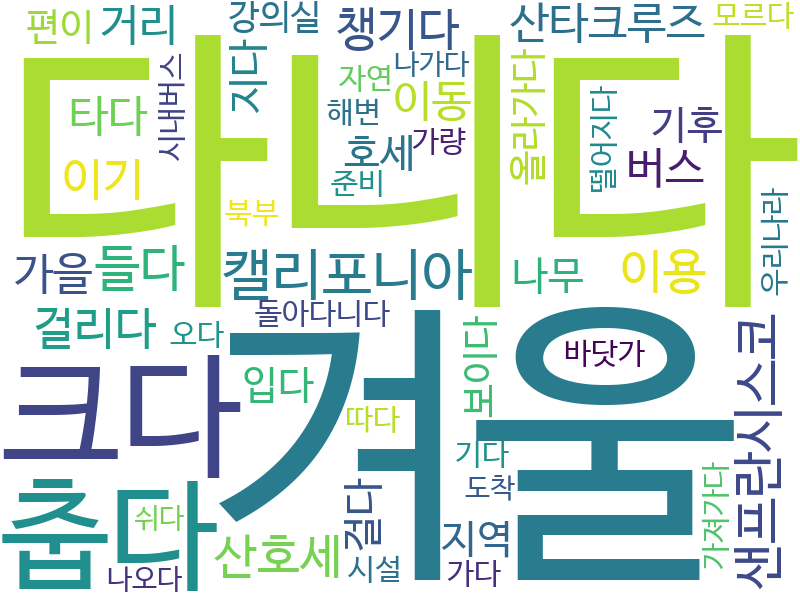 편이
거리
강의실
챙기다
산타크루즈
모르다
다니다
시내버스
지다
자연
나가다
이동
타다
해변
올라가다
떨어지다
기후
호세
가량
버스
이기
준비
북부
우리나라
가을
들다
캘리포니아
나무
이용
돌아다니다
걸리다
오다
겨울
보이다
바닷가
샌프란시스코
크다
입다
따다
기다
춥다
걷다
도착
가져가다
쉬다
산호세
지역
시설
가다
나오다